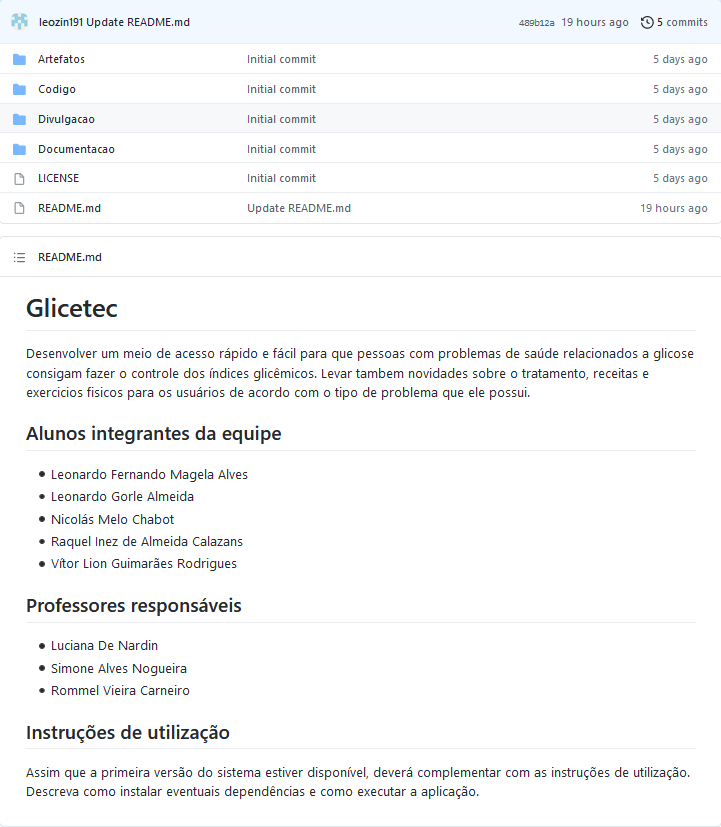 leozin191 Update README.md 489b12a 19 hours ago 5 commits
Artefatos Initial commit 5 days ago
Codigo Initial commit 5 days ago
Divulgacao Initial commit 5 days ago
Documentacao Initial commit 5 days ago
LICENSE Initial commit 5 days ago
README.md Update README.md 19 hours ago
README.md
Glicetec
Desenvolver um meio de acesso rápido e fácil para que pessoas com problemas de saúde relacionados a glicose
consigam fazer o controle dos índices glicêmicos. Levar tambem novidades sobre o tratamento, receitas e
exercicios fisicos para os usuários de acordo com o tipo de problema que ele possui.
Alunos integrantes da equipe
• Leonardo Fernando Magela Alves
• Leonardo Gorle Almeida
• Nicolás Melo Chabot
• Raquel Inez de Almeida Calazans
• Vítor Lion Guimarães Rodrigues
Professores responsáveis
• Luciana De Nardin
• Simone Alves Nogueira
• Rommel Vieira Carneiro
Instruções de utilização
Assim que a primeira versão do sistema estiver disponível, deverá complementar com as instruções de utilização.
Descreva como instalar eventuais dependências e como executar a aplicação.